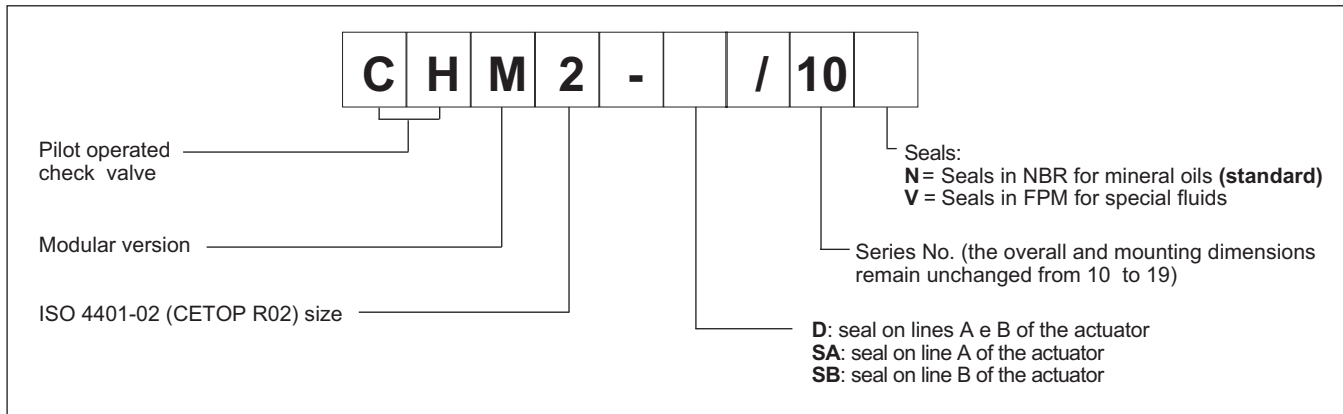 C H M 2 - / 10
Pilot operated
check valve
Modular version
ISO 4401-02 (CETOP R02) size
Seals:
N = Seals in NBR for mineral oils (standard)
V = Seals in FPM for special fluids
Series No. (the overall and mounting dimensions
remain unchanged from 10 to 19)
D: seal on lines A e B of the actuator
SA: seal on line A of the actuator
SB: seal on line B of the actuator